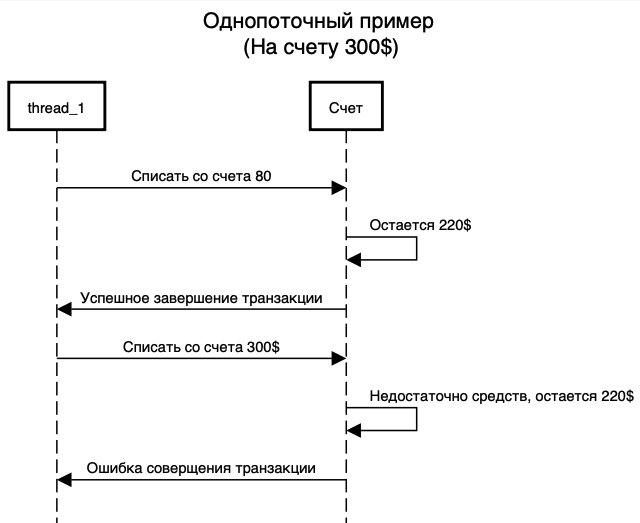 Однопоточный пример
(На счету 300$)
thread_1
Счет
Списать со счета 80
Остается 220$
Успешное завершение транзакции
Списать со счета 300$
Недостаточно средств, остается 220$
Ошибка соверщения транзакции